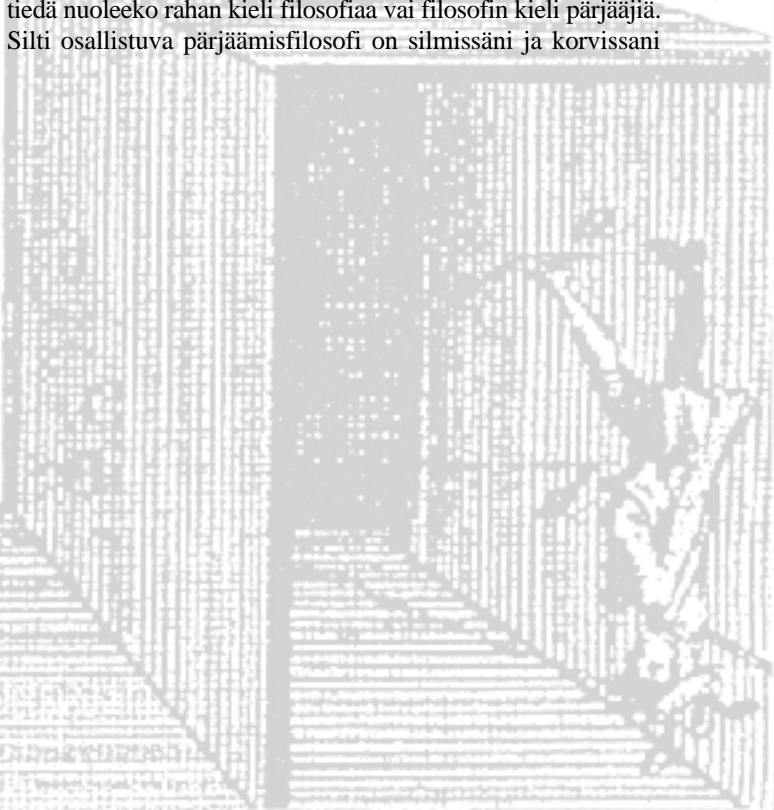 tiedä nuoleeko rahan kieli filosofiaa vai filosofin kieli pärjääjiä.
Silti osallistuva pärjäämisfilosofi on silmissäni ja korvissani